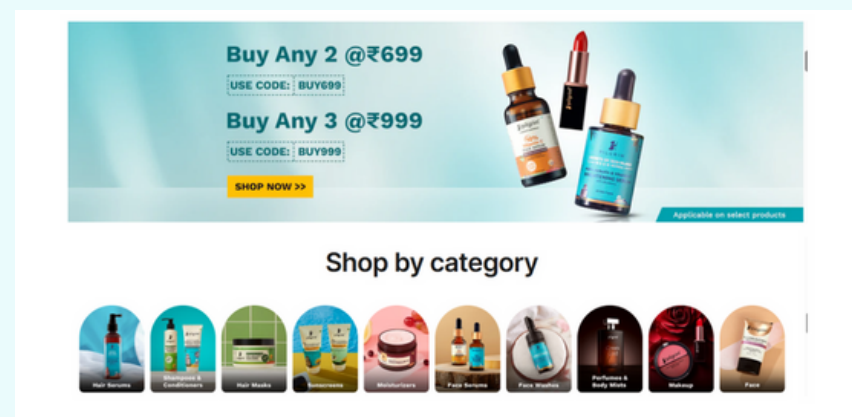 Buy Any 2 @₹699
USE CODE: BUY699
Buy Any 3 @₹999
USE CODE: BUY999
SHOP NOW >>
Applicable on select products
Shop by category
Hair Serums
Shampoos &
Conditioners
Hair Masks
Sunscreens
Moisturizers
Face Serums
Face Washes
Perfumes &
Body Mists
Makeup
Face